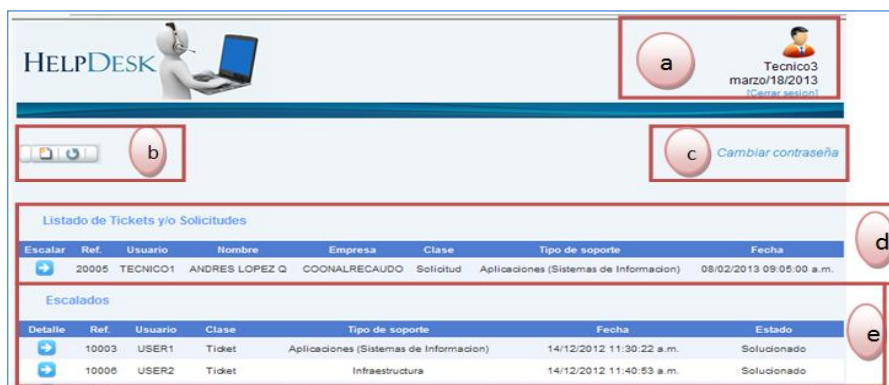 HELPDESK
a
Tecnico3
marzo/18/2013
[Cerrar sesion]
b
c
Cambiar contraseña
Listado de Tickets y/o Solicitudes
d
Escalar Ref. Usuario Nombre Empresa Clase Tipo de soporte Fecha
20005 TECNICO1 ANDRES LOPEZ Q COONALRECAUDO Solicitud Aplicaciones (Sistemas de Informacion) 08/02/2013 09:05:00 a.m.
Escalados
e
Detalle Ref. Usuario Clase Tipo de soporte Fecha Estado
10003 USER1 Ticket Aplicaciones (Sistemas de Informacion) 14/12/2012 11:30:22 a.m. Solucionado
10006 USER2 Ticket Infraestructura 14/12/2012 11:40:53 a.m. Solucionado